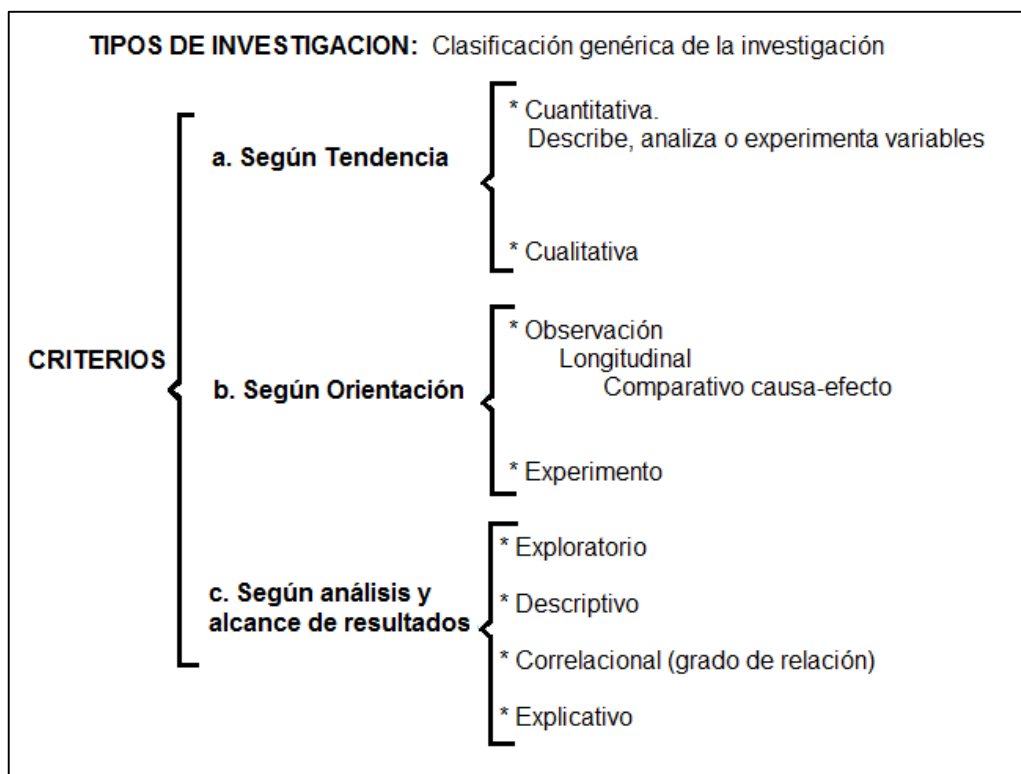 TIPOS DE INVESTIGACION: Clasificación genérica de la investigación
CRITERIOS
a. Según Tendencia
* Cuantitativa.
Describe, analiza o experimenta variables
* Cualitativa
b. Según Orientación
* Observación
Longitudinal
Comparativo causa-efecto
* Experimento
c. Según análisis y
alcance de resultados
* Exploratorio
* Descriptivo
* Correlacional (grado de relación)
* Explicativo